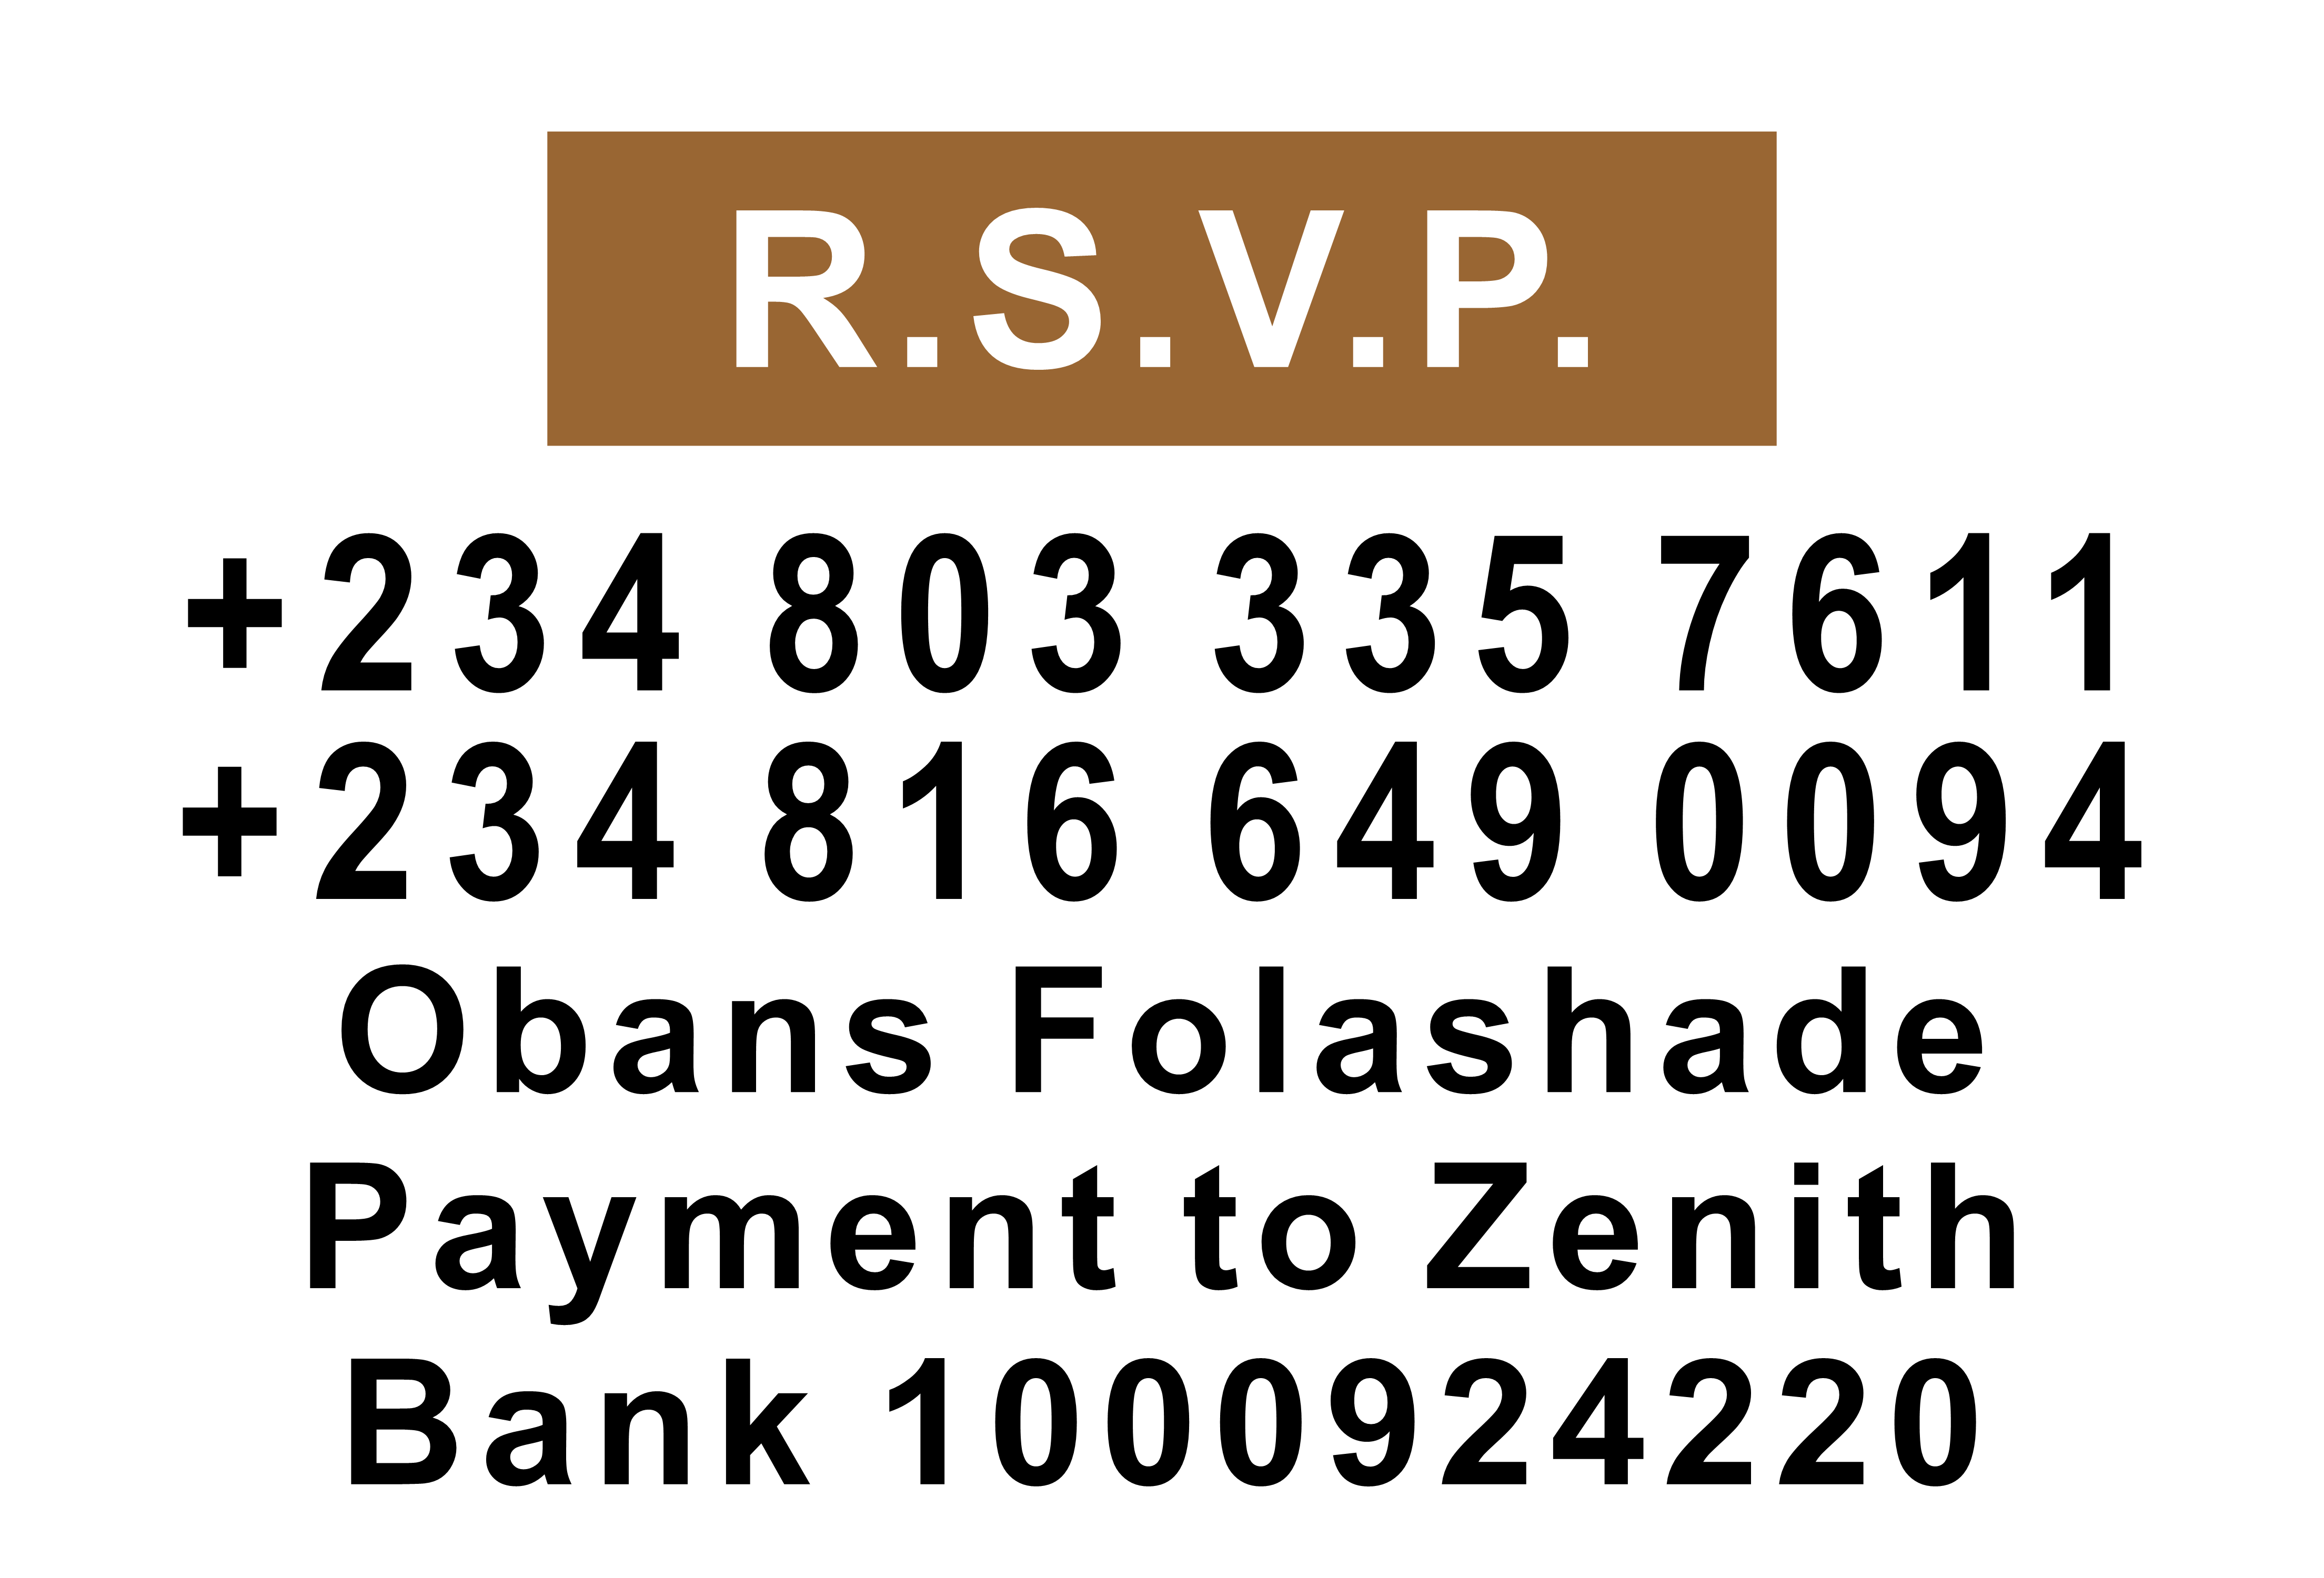 R.S.V.P.
+234 803 335 7611
+234 816 649 0094
Obans Folashade
Payment to Zenith
Bank 1000924220